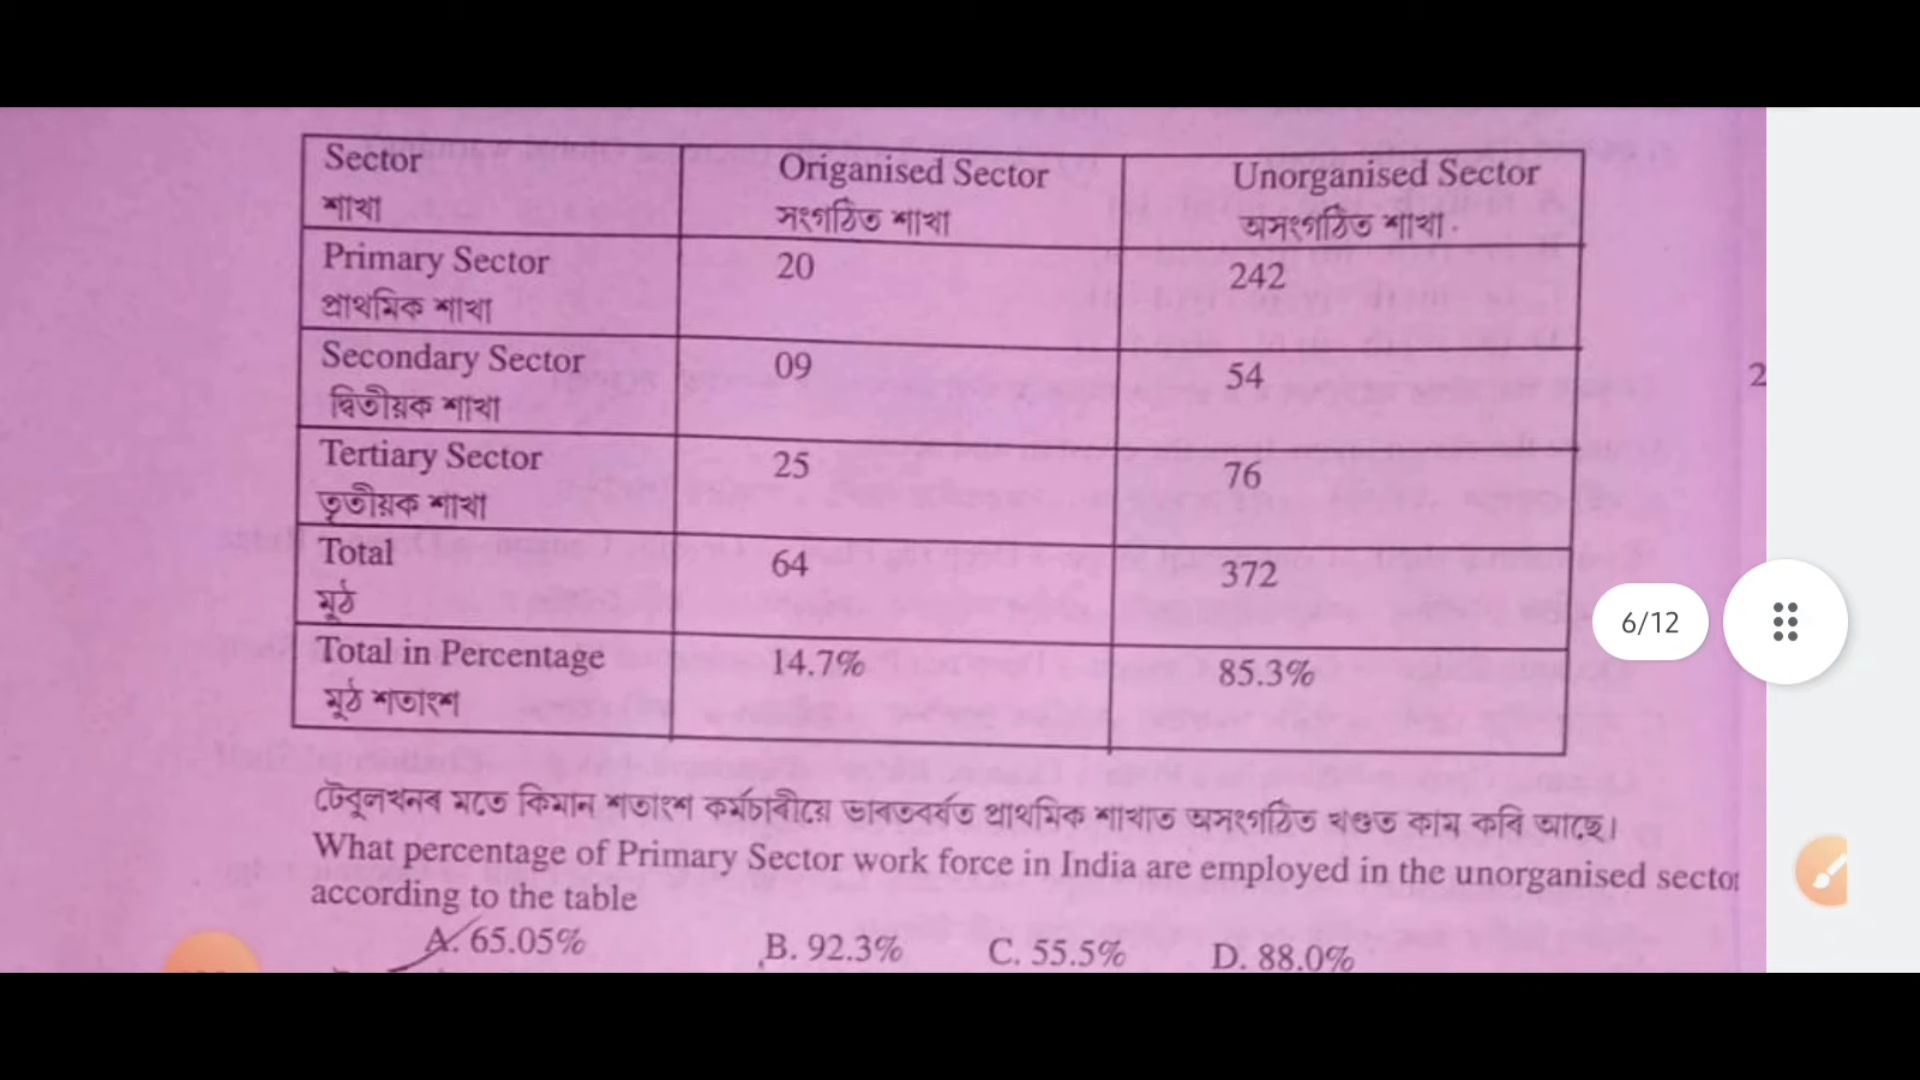 Sector Origanised Sector Unorganised Sector
শাখা সংগঠিত শাখা অসংগঠিত শাখা.
Primary Sector 20 242
প্ৰাথমিক শাখা
Secondary Sector 09 54
দ্বিতীয়ক শাখা
Tertiary Sector 25 76
তৃতীয়ক শাখা
Total 64 372
মুঠ
Total in Percentage 14.7% 85.3%
মুঠ শতাংশ
2
6/12
টেবুলখনৰ মতে কিমান শতাংশ কৰ্মচাৰীয়ে ভাৰতবৰ্ষত প্ৰাথমিক শাখাত অসংগঠিত খণ্ডত কাম কৰি আছে।
What percentage of Primary Sector work force in India are employed in the unorganised sector
according to the table
A. 65.05% B. 92.3% C. 55.5% D. 88.0%